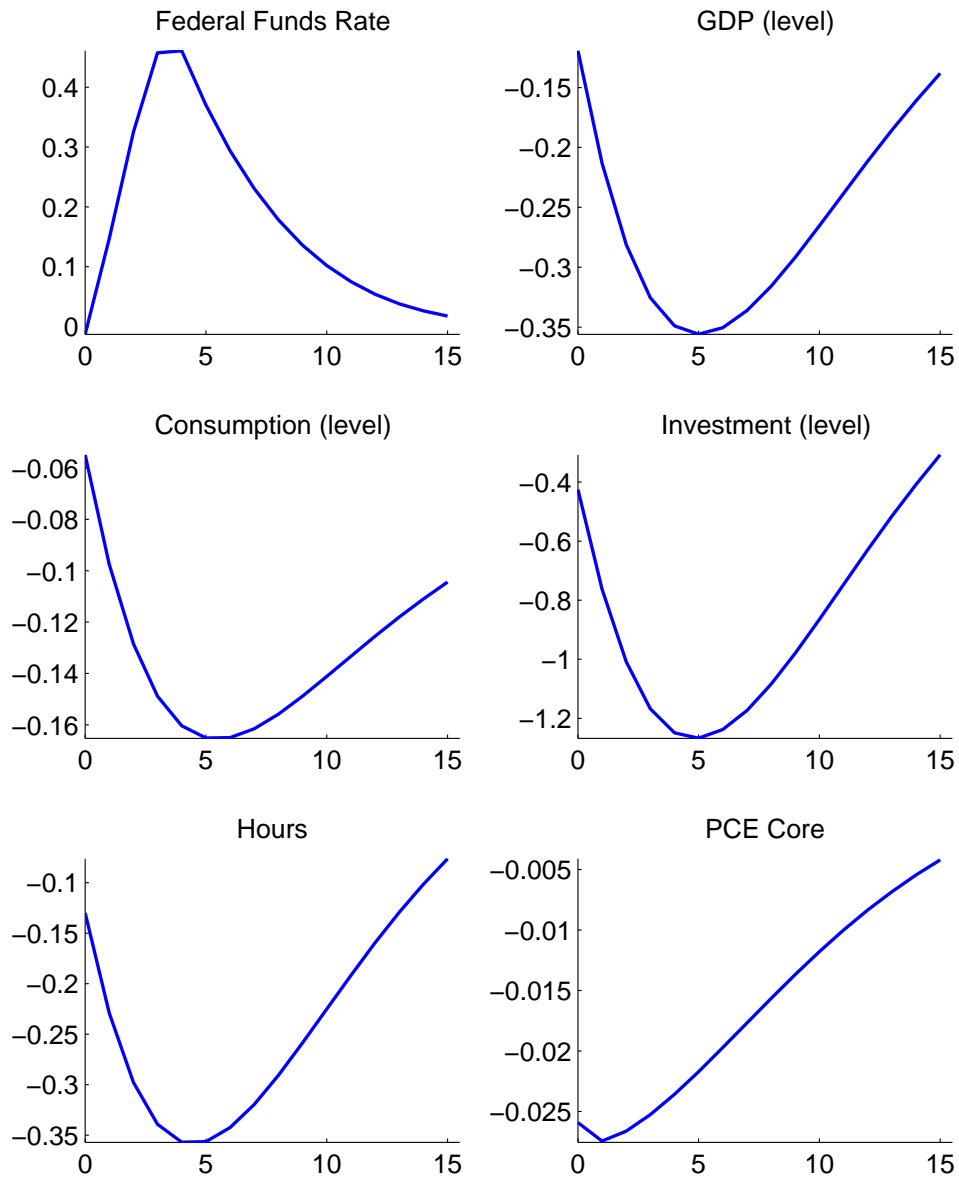 Federal Funds Rate
0.4
0.3
0.2
0.1
0
0 5 10 15
GDP (level)
−0.15
−0.2
−0.25
−0.3
−0.35
0 5 10 15
Consumption (level)
−0.06
−0.08
−0.1
−0.12
−0.14
−0.16
0 5 10 15
Investment (level)
−0.4
−0.6
−0.8
−1
−1.2
0 5 10 15
Hours
−0.1
−0.15
−0.2
−0.25
−0.3
−0.35
0 5 10 15
PCE Core
−0.005
−0.01
−0.015
−0.02
−0.025
0 5 10 15